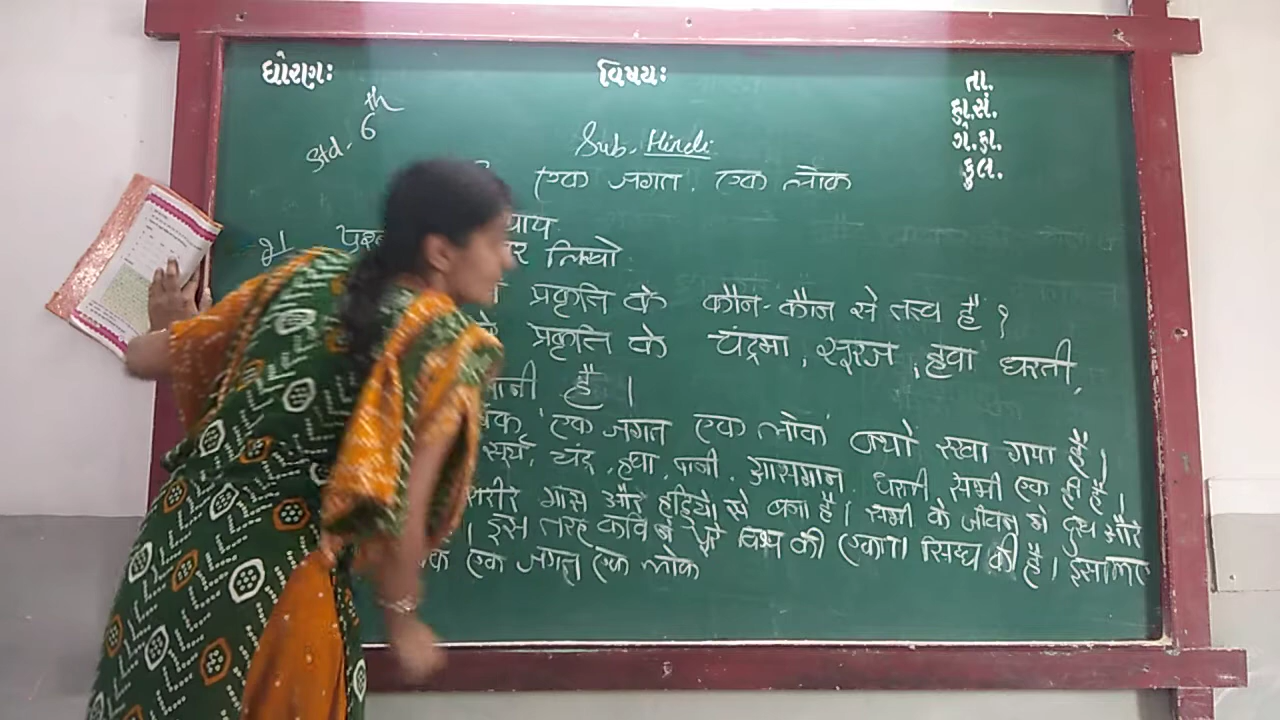 ધોરણઃ વિષયઃ તા.
હા.સં.
ગે.હા.
કુલ.
Std. 6th
Sub. Hindi
एक जगत. एक लोक
लिखो
प्रकृति के कौन-कौन से तत्त्व है ?
प्रकृति के चंद्रमा, सूरज, हवा धरती,
है ।
एक जगत एक लोक क्यों रखा गया है
सूर्य, चंद्र, हवा, पानी, आसमान, धरती सभी एक है
मांस और हड्डियो से बना है। सभी के जीवन मे दुख और
। इस तरह कवि ने विश्व की एकता सिध्ध की है। इसलिए
एक जगत एक लोक